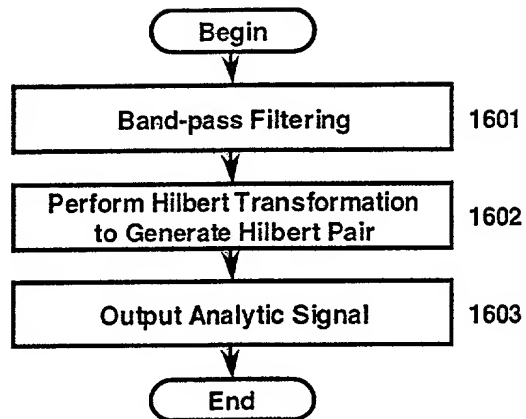 Begin
Band-pass Filtering
1601
Perform Hilbert Transformation
to Generate Hilbert Pair
1602
Output Analytic Signal
1603
End